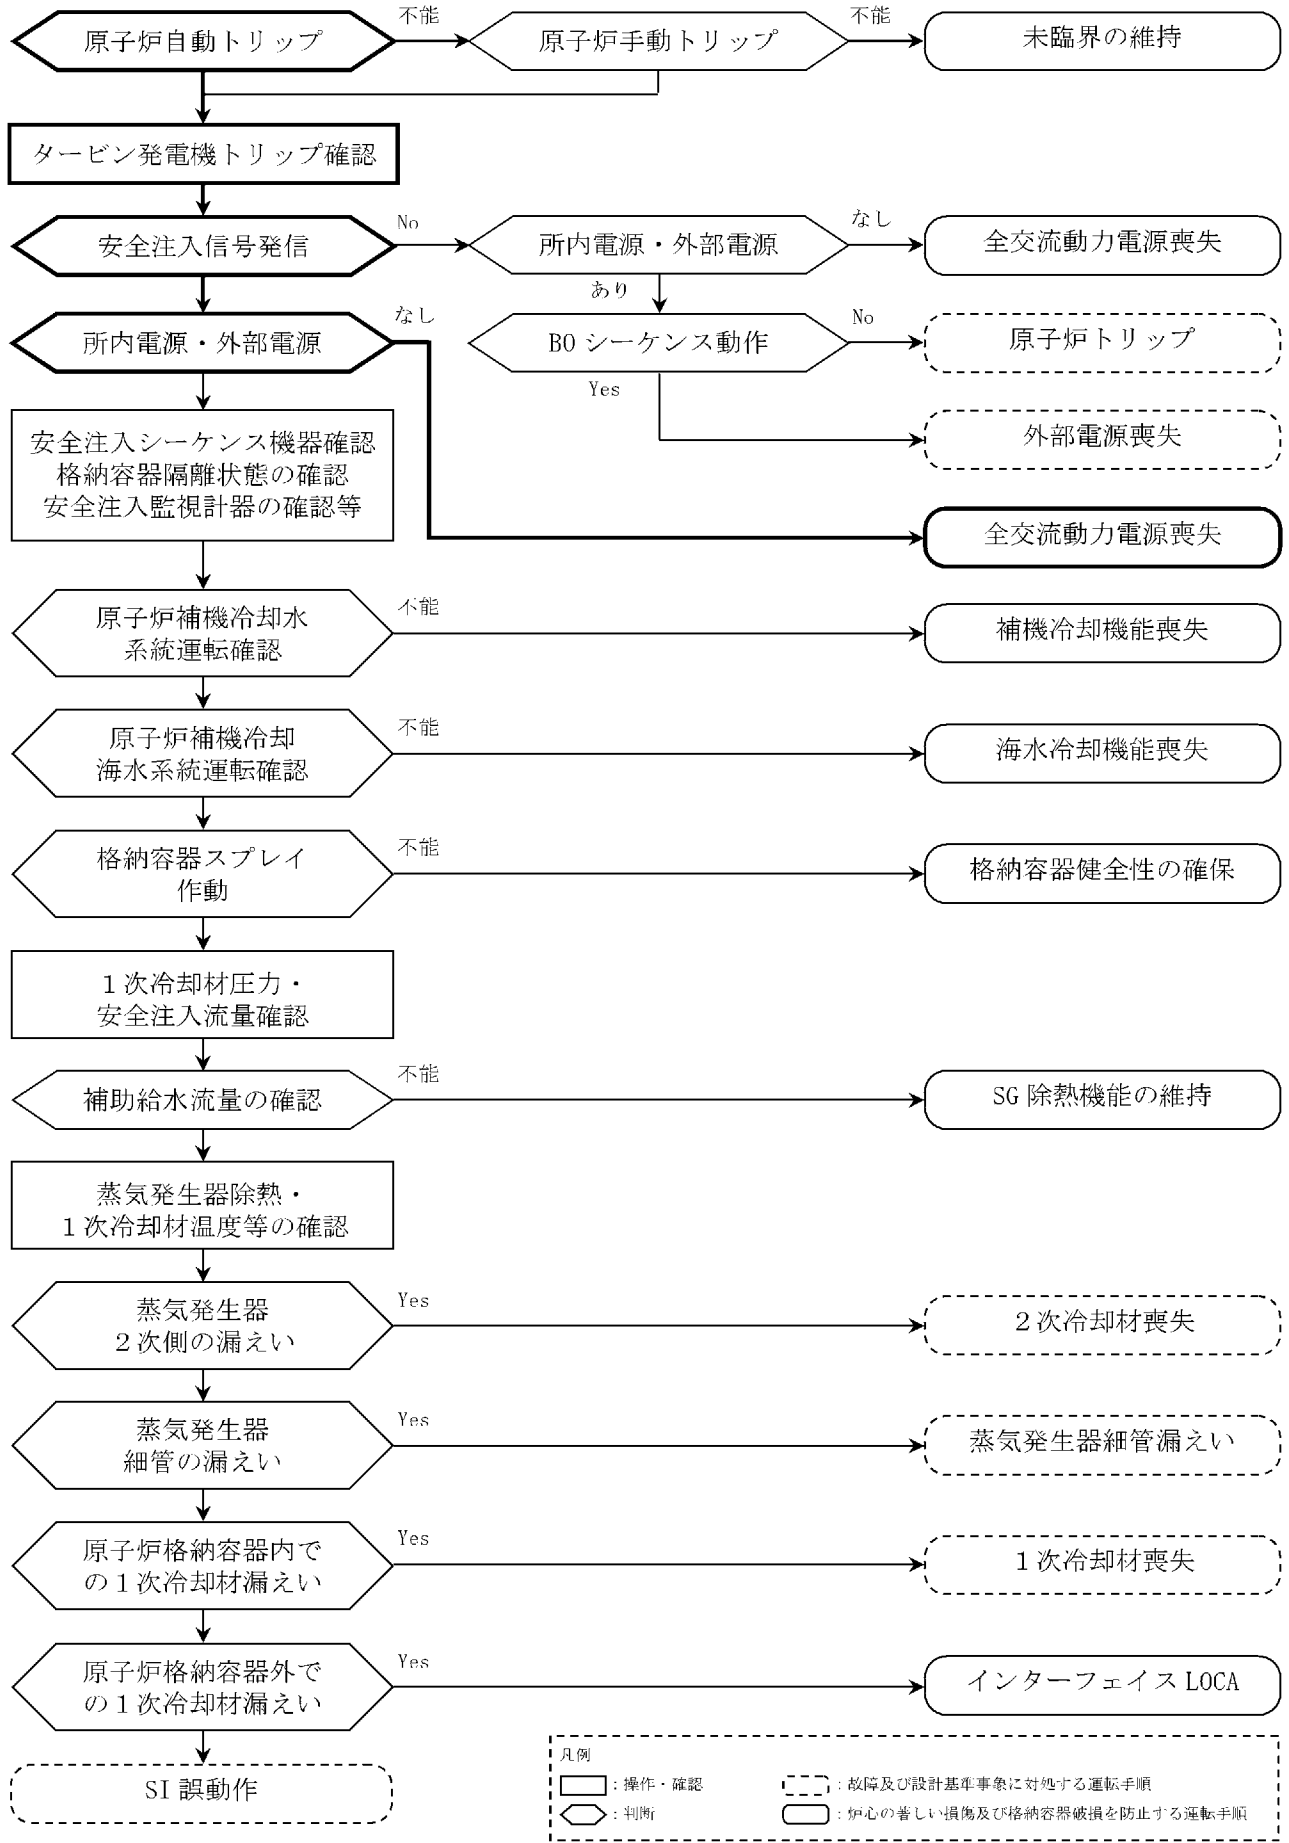 原子炉自動トリップ
不能
原子炉手動トリップ
不能
未臨界の維持
タービン発電機トリップ確認
安全注入信号発信
No
所内電源・外部電源
なし
全交流動力電源喪失
あり
所内電源・外部電源
なし
BO シーケンス動作
No
原子炉トリップ
Yes
外部電源喪失
安全注入シーケンス機器確認
格納容器隔離状態の確認
安全注入監視計器の確認等
全交流動力電源喪失
原子炉補機冷却水
系統運転確認
不能
補機冷却機能喪失
原子炉補機冷却
海水系統運転確認
不能
海水冷却機能喪失
格納容器スプレイ
作動
不能
格納容器健全性の確保
1次冷却材圧力・
安全注入流量確認
補助給水流量の確認
不能
SG 除熱機能の維持
蒸気発生器除熱・
1次冷却材温度等の確認
蒸気発生器
2次側の漏えい
Yes
2次冷却材喪失
蒸気発生器
細管の漏えい
Yes
蒸気発生器細管漏えい
原子炉格納容器内で
の1次冷却材漏えい
Yes
1次冷却材喪失
原子炉格納容器外で
の1次冷却材漏えい
Yes
インターフェイス LOCA
SI 誤動作
凡例
：操作・確認
：故障及び設計基準事象に対処する運転手順
：判断
：炉心の著しい損傷及び格納容器破損を防止する運転手順